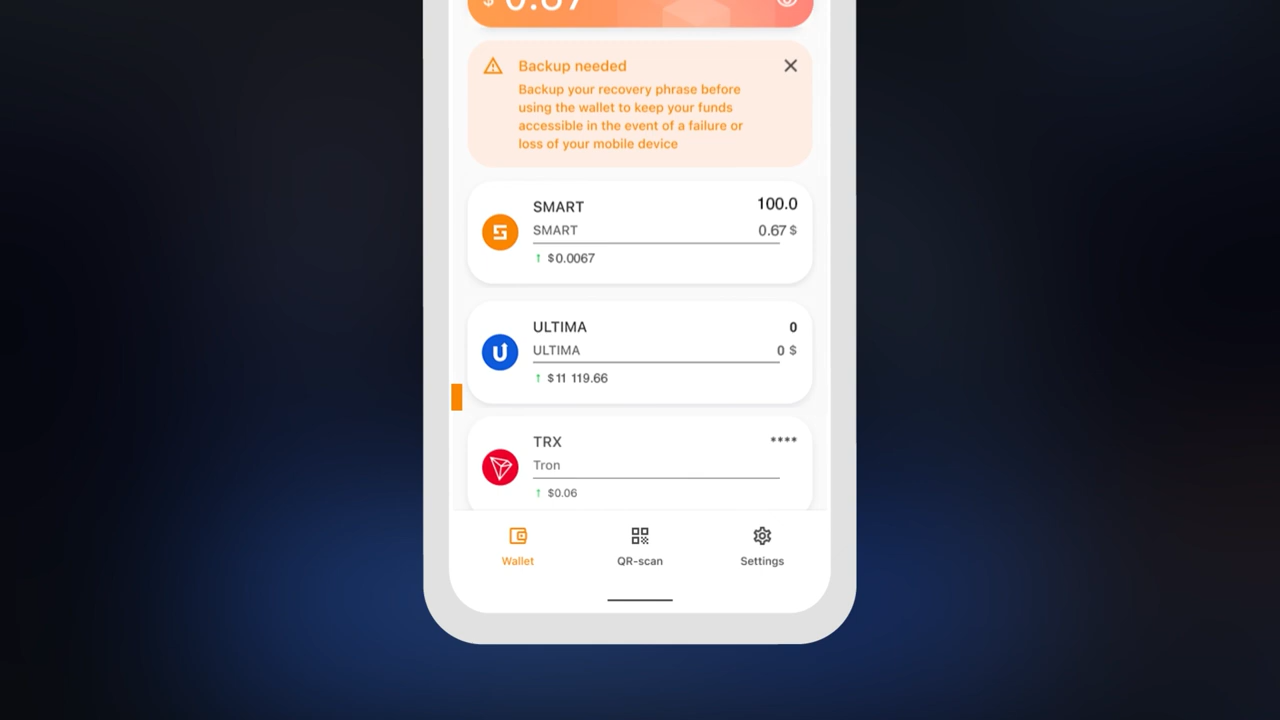 $ 0.67
Backup needed
Backup your recovery phrase before
using the wallet to keep your funds
accessible in the event of a failure or
loss of your mobile device
SMART 100.0
SMART 0.67 $
↑ $0.0067
ULTIMA 0
ULTIMA 0 $
↑ $11 119.66
TRX ****
Tron
↑ $0.06
Wallet QR-scan Settings